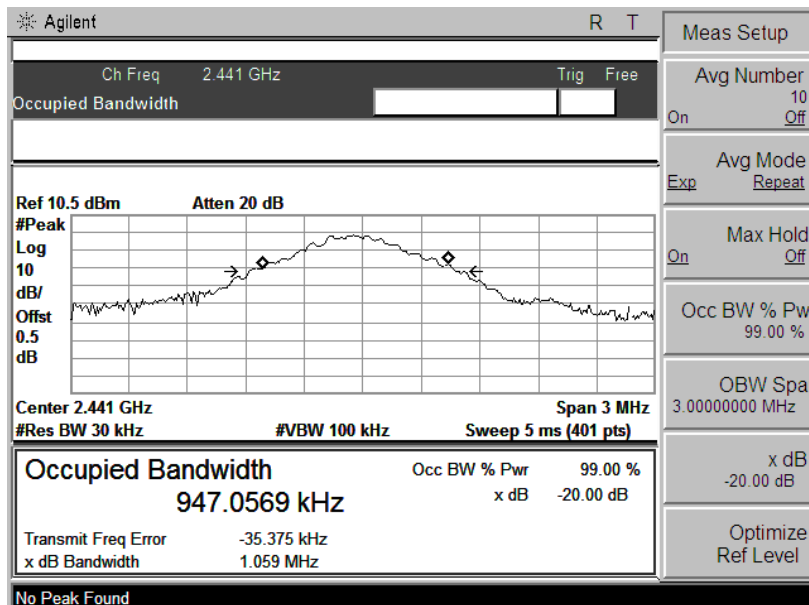 Agilent
R T
Ch Freq 2.441 GHz Trig Free
Occupied Bandwidth
Ref 10.5 dBm Atten 20 dB
#Peak
Log
10
dB/
Offst
0.5
dB
Center 2.441 GHz Span 3 MHz
#Res BW 30 kHz #VBW 100 kHz Sweep 5 ms (401 pts)
Occupied Bandwidth
947.0569 kHz
Occ BW % Pwr 99.00 %
x dB -20.00 dB
Transmit Freq Error -35.375 kHz
x dB Bandwidth 1.059 MHz
No Peak Found
Meas Setup
Avg Number
10
On Off
Avg Mode
Exp Repeat
Max Hold
On Off
Occ BW % Pw
99.00 %
OBW Spa
3.00000000 MHz
x dB
-20.00 dB
Optimize
Ref Level